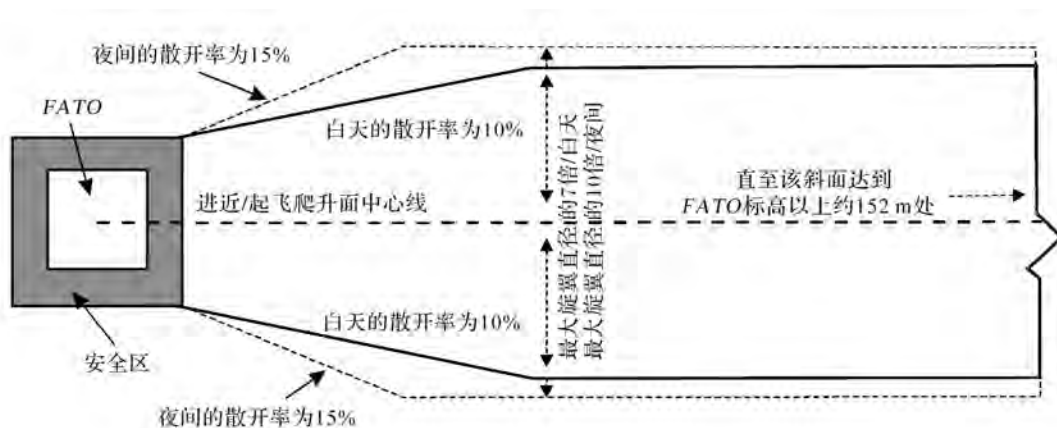 夜间的散开率为15%
FATO
白天的散开率为10%
进近/起飞爬升面中心线
最大旋翼直径的7倍/白天
最大旋翼直径的10倍/夜间
直至该斜面达到
FATO标高以上约152 m处
白天的散开率为10%
安全区
夜间的散开率为15%